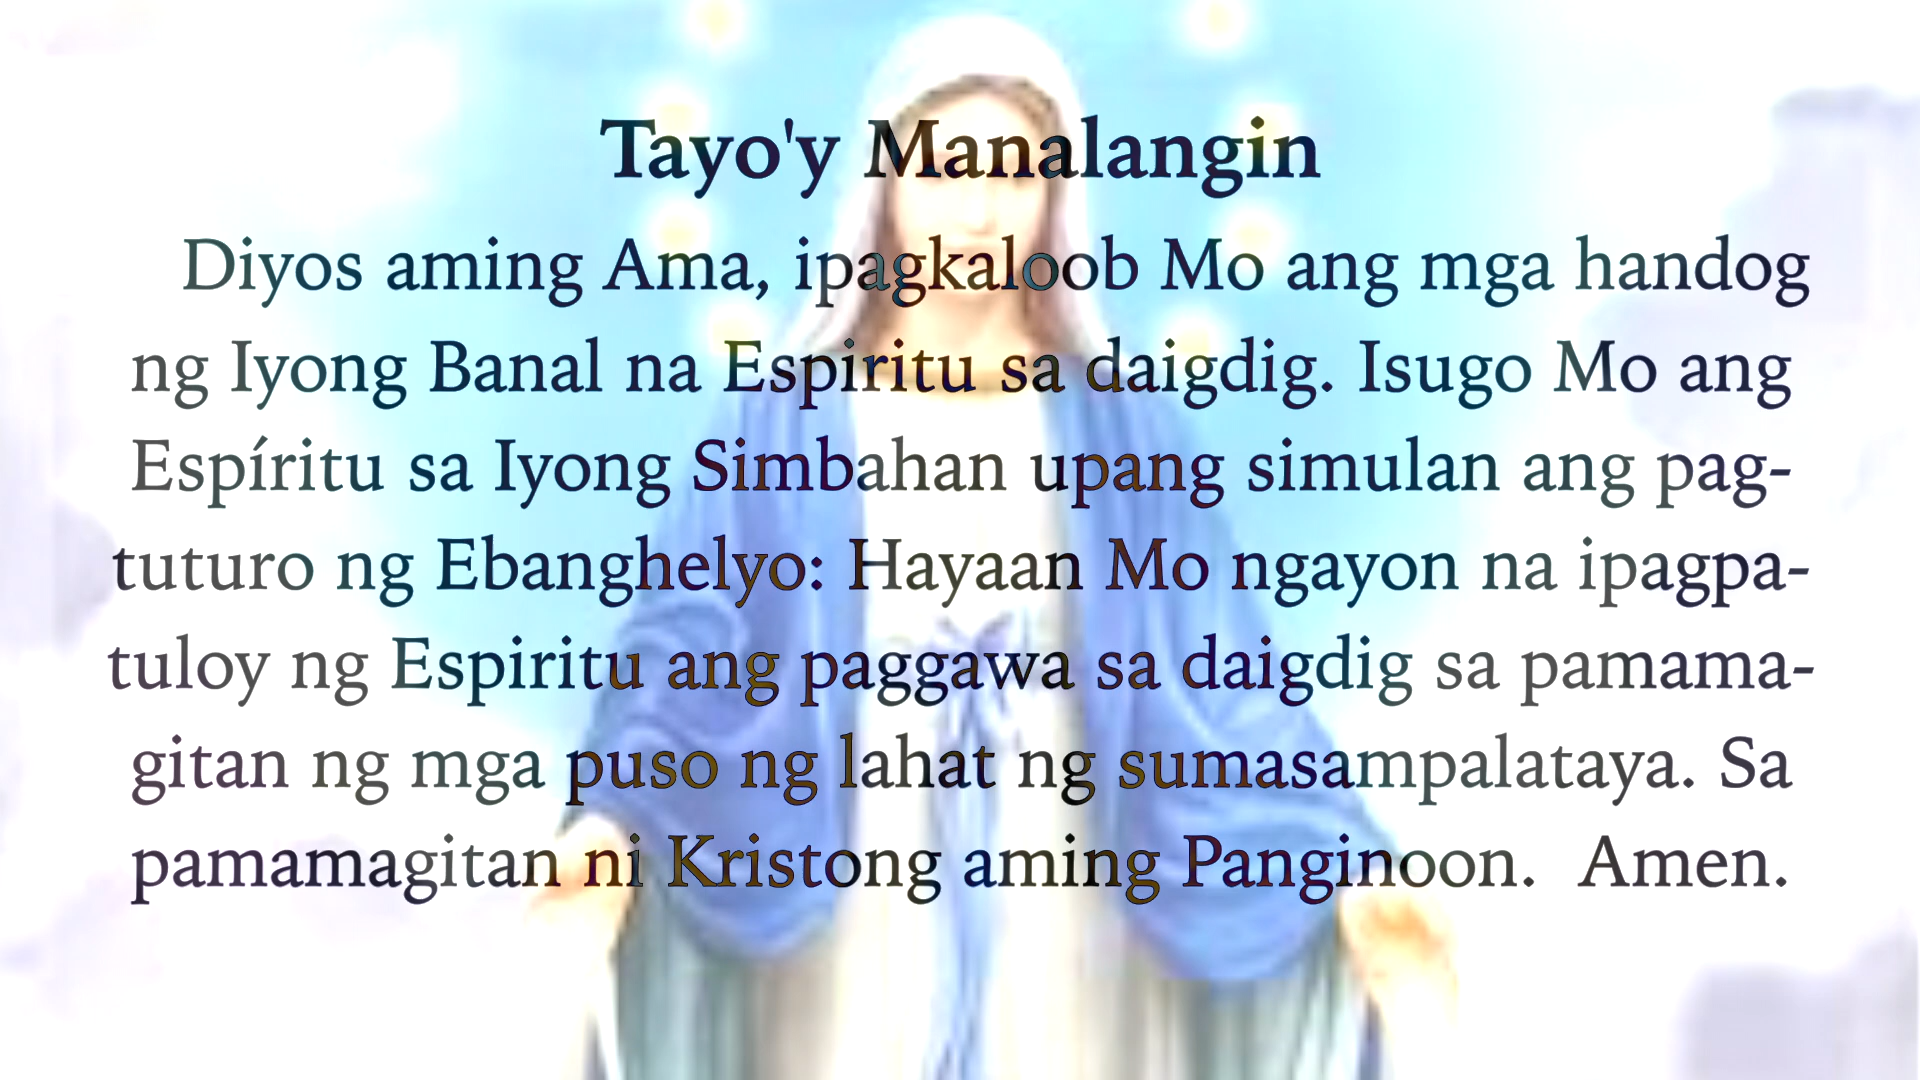 Tayo'y Manalangin
Diyos aming Ama, ipagkaloob Mo ang mga handog
ng Iyong Banal na Espiritu sa daigdig. Isugo Mo ang
Espíritu sa Iyong Simbahan upang simulan ang pag-
tuturo ng Ebanghelyo: Hayaan Mo ngayon na ipagpa-
tuloy ng Espiritu ang paggawa sa daigdig sa pamama-
gitan ng mga puso ng lahat ng sumasampalataya. Sa
pamamagitan ni Kristong aming Panginoon.  Amen.